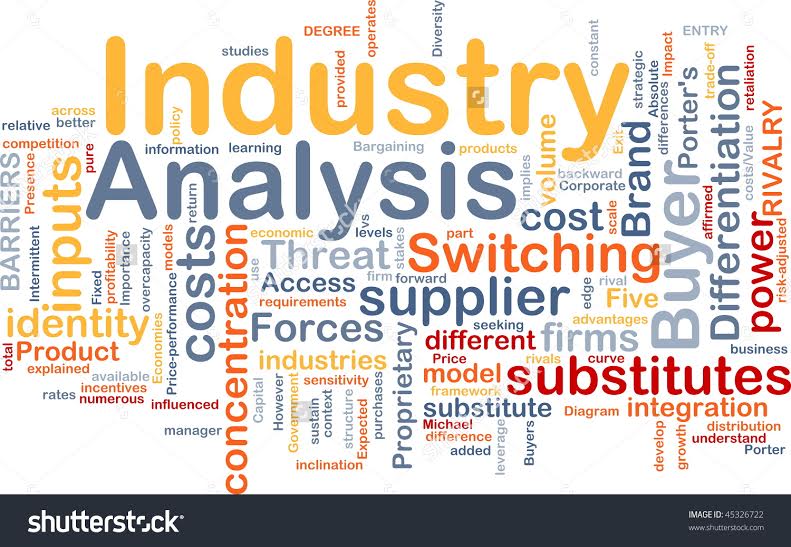 DEGREE
operates
Diversity
studies
provided
Industry
constant
ENTRY
strategic
Absolute
differences
Impact
trade-off
retaliation
across
relative better
competition
Presence
pure
policy
information learning
Bargaining
products
implies
volume
Exit
Brand
Porter's
costs/Value
RIVALRY
Analysis
backward
Corporate
BARRIERS
Intermittent
inputs
Fixed
profitability
Importance
overcapacity
models
return
costs
economic
levels
lvs
part
cost
scale
Buyer
affirmed
Differentiation
power
risk-adjusted
use
Threat
stakes
Switching
Access
firm forward
requirements
supplier
edge
rival
Five
advantages
identity
total
Product
explained
Economies
Price-performance
concentration
Forces
Proprietary
seeking
different
firms
business
industries
Price
rivals
curve
model
substitutes
available
rates incentives
numerous
influenced
Capital
However
Government
sensitivity
sustain
context
structure
Expected
purchases
framework
substitute
Diagram
integration
manager
Michael
difference
added
leverage
Buyers
develop
growth
distribution
understand
Porter
inclination
shutterstock
IMAGE ID: 45326722
www.shutterstock.com